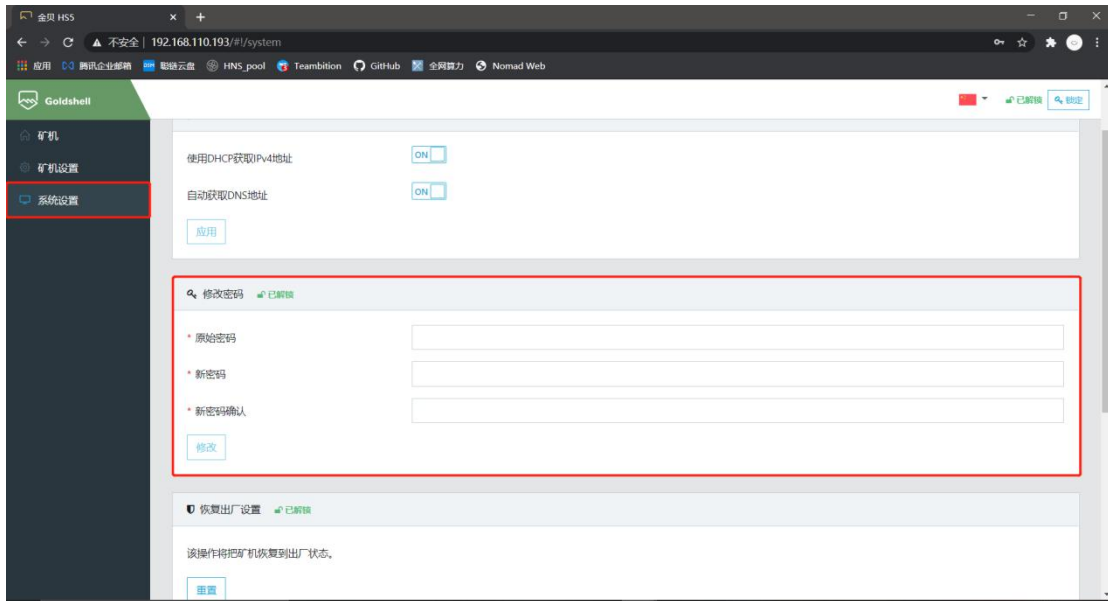 金贝 HS5
不安全 | 192.168.110.193/#!/system
应用 腾讯企业邮箱 聪链云盘 HNS_pool Teambition GitHub 全网算力 Nomad Web
Goldshell 已解锁 锁定
矿机
矿机设置
系统设置
使用DHCP获取IPv4地址 ON
自动获取DNS地址 ON
应用
修改密码 已解锁
* 原始密码
* 新密码
* 新密码确认
修改
恢复出厂设置 已解锁
该操作将把矿机恢复到出厂状态。
重置